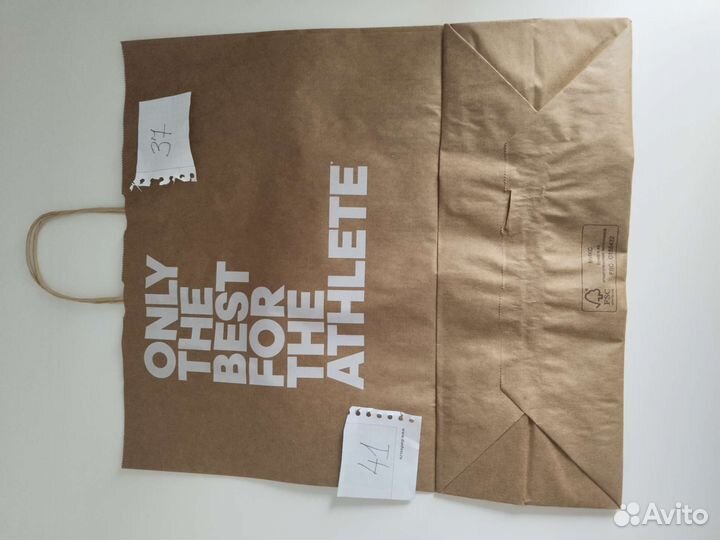 ONLY
THE
BEST
FOR
THE
ATHLETE
37
41
FSC
Avito